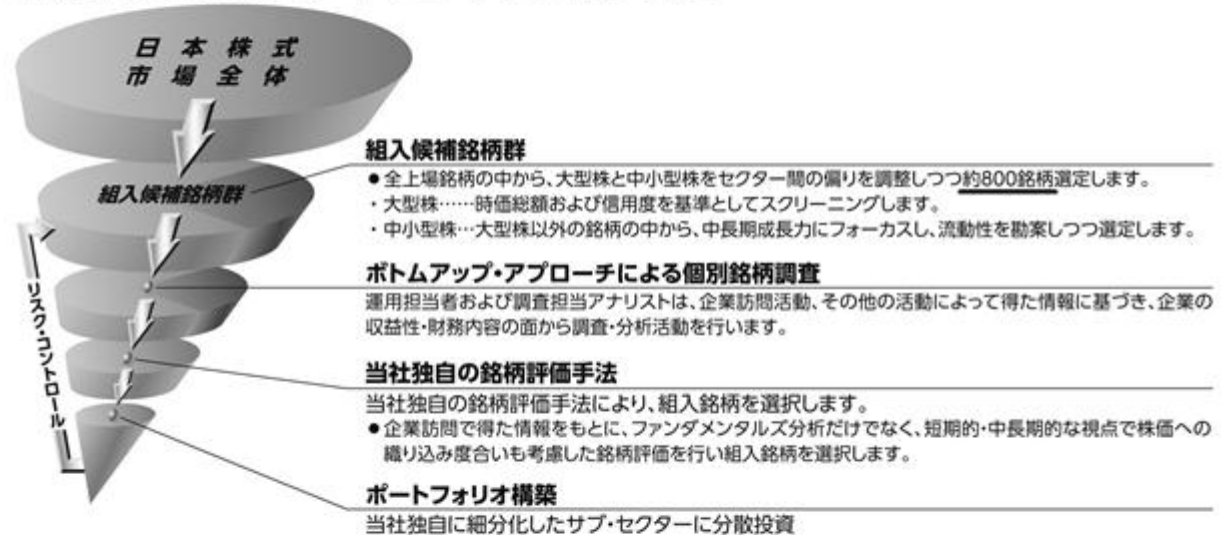 日本株式
市場全体
組入候補銘柄群
リスク・コントロール
組入候補銘柄群
●全上場銘柄の中から、大型株と中小型株をセクター間の偏りを調整しつつ約800銘柄選定します。
・大型株……時価総額および信用度を基準としてスクリーニングします。
・中小型株…大型株以外の銘柄の中から、中長期成長力にフォーカスし、流動性を勘案しつつ選定します。
ボトムアップ・アプローチによる個別銘柄調査
運用担当者および調査担当アナリストは、企業訪問活動、その他の活動によって得た情報に基づき、企業の
収益性・財務内容の面から調査・分析活動を行います。
当社独自の銘柄評価手法
当社独自の銘柄評価手法により、組入銘柄を選択します。
●企業訪問で得た情報をもとに、ファンダメンタルズ分析だけでなく、短期的・中長期的な視点で株価への
織り込み度合いも考慮した銘柄評価を行い組入銘柄を選択します。
ポートフォリオ構築
当社独自に細分化したサブ・セクターに分散投資